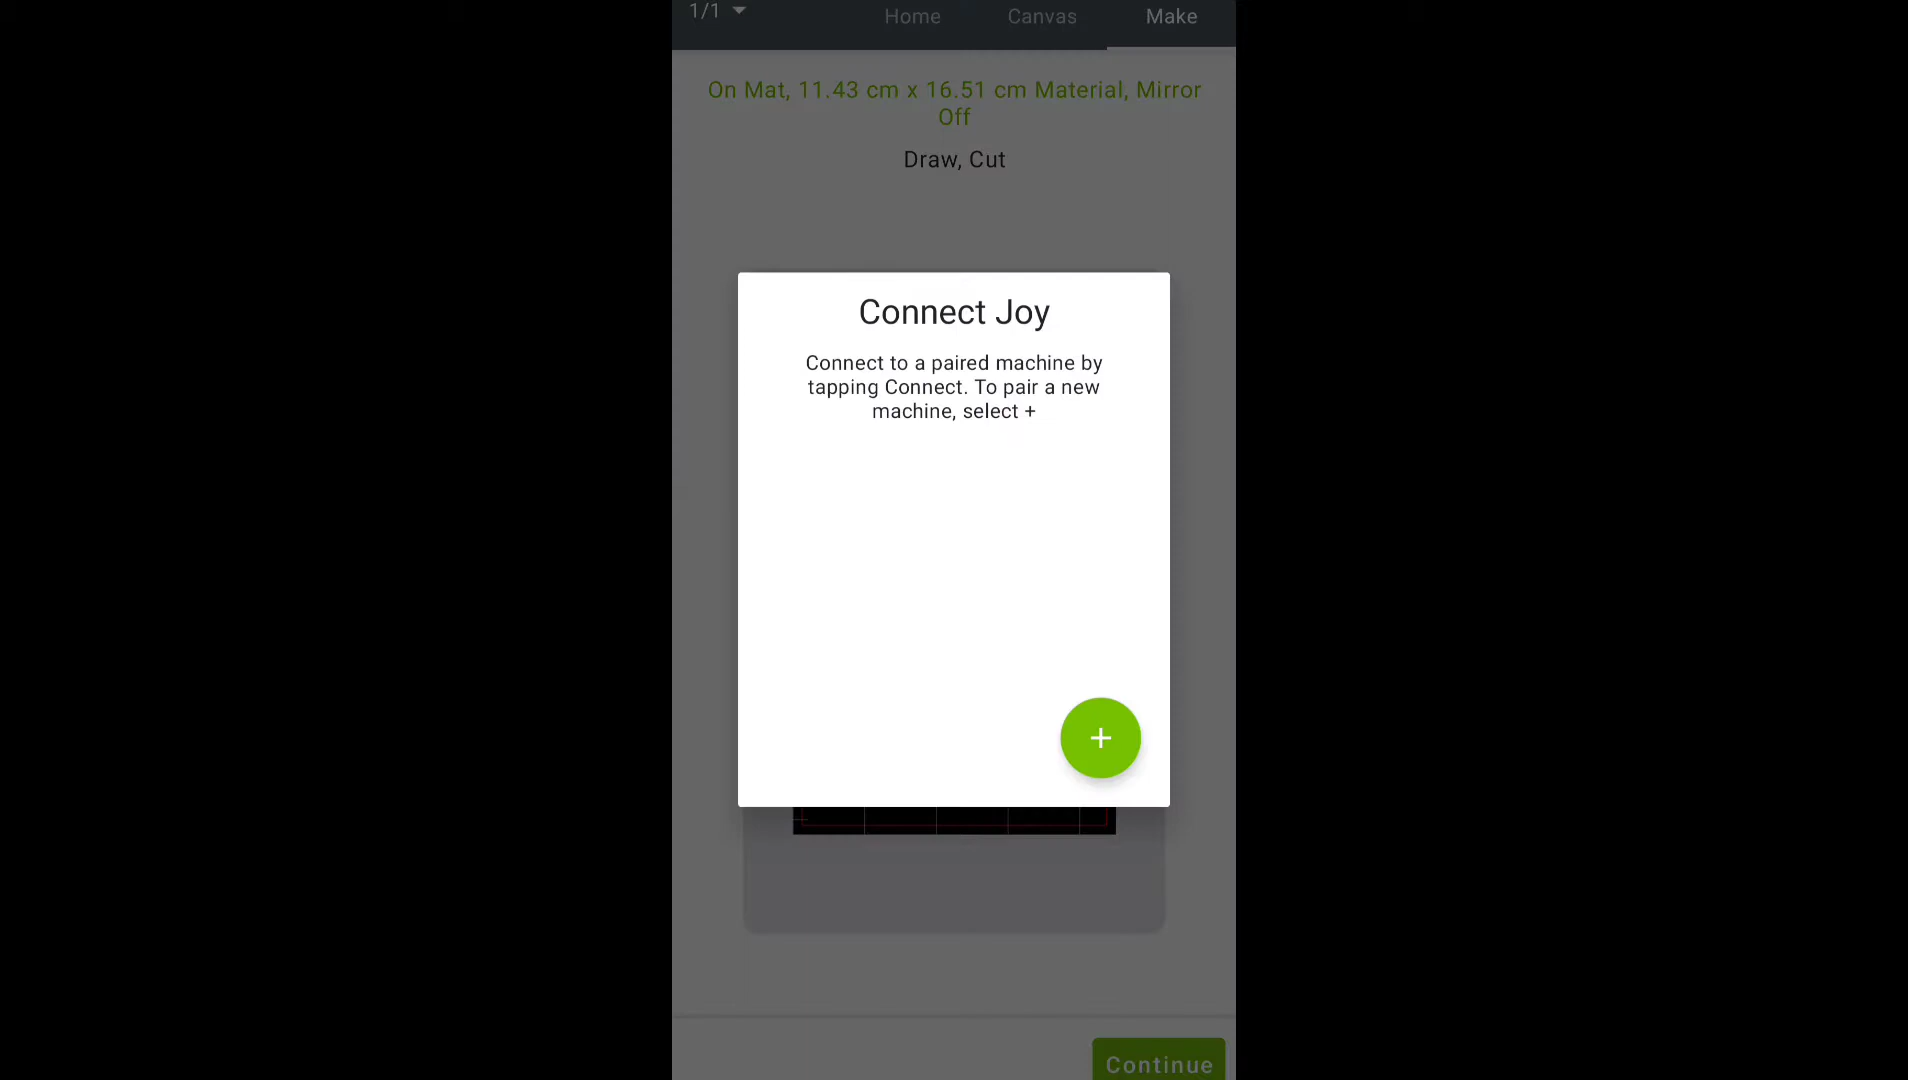 1/1
Home
Canvas
Make
On Mat, 11.43 cm x 16.51 cm Material, Mirror
Off
Draw, Cut
Connect Joy
Connect to a paired machine by
tapping Connect. To pair a new
machine, select +
+
Continue